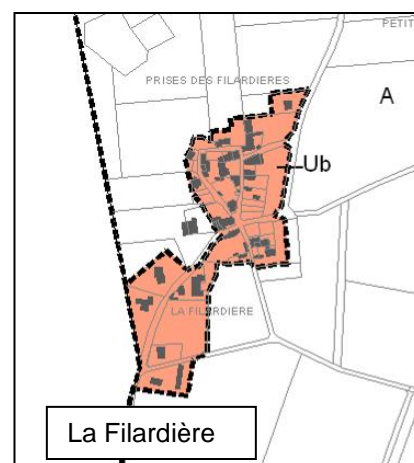 PETIT
PRISES DES FILARDIERES
A
Ub
LA FILARDIERE
La Filardière